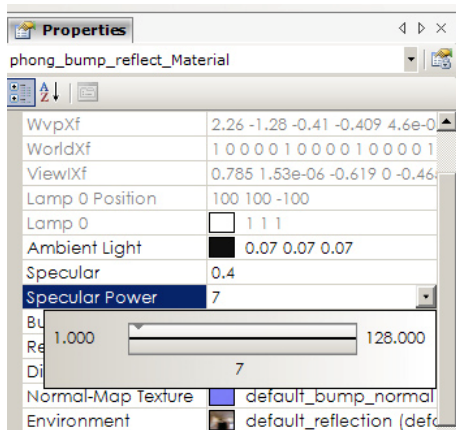 Properties
phong_bump_reflect_Material
WvpXf 2.26 -1.28 -0.41 -0.409 4.6e-0
WorldXf 1 0 0 0 0 1 0 0 0 0 1 0 0 0 0 1
ViewIXf 0.785 1.53e-06 -0.619 0 -0.46
Lamp 0 Position 100 100 -100
Lamp 0 1 1 1
Ambient Light 0.07 0.07 0.07
Specular 0.4
Specular Power 7
Bu
1.000 128.000
Re
Di 7
Normal-Map Texture default_bump_normal
Environment default_reflection (defa